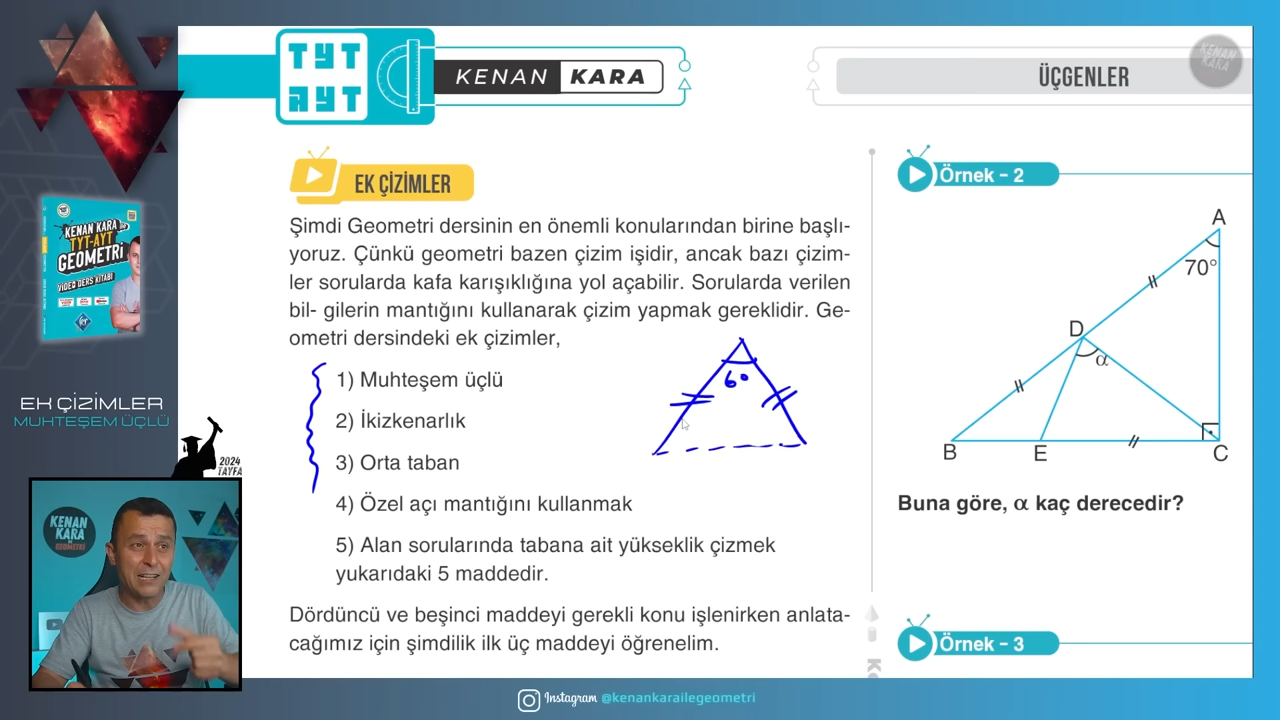 TYT
AYT
KENAN KARA
ÜÇGENLER
KENAN
KARA
EK ÇİZİMLER
Şimdi Geometri dersinin en önemli konularından birine başlı-
yoruz. Çünkü geometri bazen çizim işidir, ancak bazı çizim-
ler sorularda kafa karışıklığına yol açabilir. Sorularda verilen
bil- gilerin mantığını kullanarak çizim yapmak gereklidir. Ge-
ometri dersindeki ek çizimler,
1) Muhteşem üçlü
2) İkizkenarlık
3) Orta taban
4) Özel açı mantığını kullanmak
5) Alan sorularında tabana ait yükseklik çizmek
yukarıdaki 5 maddedir.
Dördüncü ve beşinci maddeyi gerekli konu işlenirken anlata-
cağımız için şimdilik ilk üç maddeyi öğrenelim.
60
Örnek - 2
A
70°
D
α
B
E
C
Buna göre, α kaç derecedir?
Örnek - 3
KENAN KARA
TYT-AYT
GEOMETRİ
VİDEO DERS KİTABI
EK ÇİZİMLER
MUHTEŞEM ÜÇLÜ
2024
TAYFA
KENAN
KARA
GEOMETRİ
Instagram @kenankarailegeometri